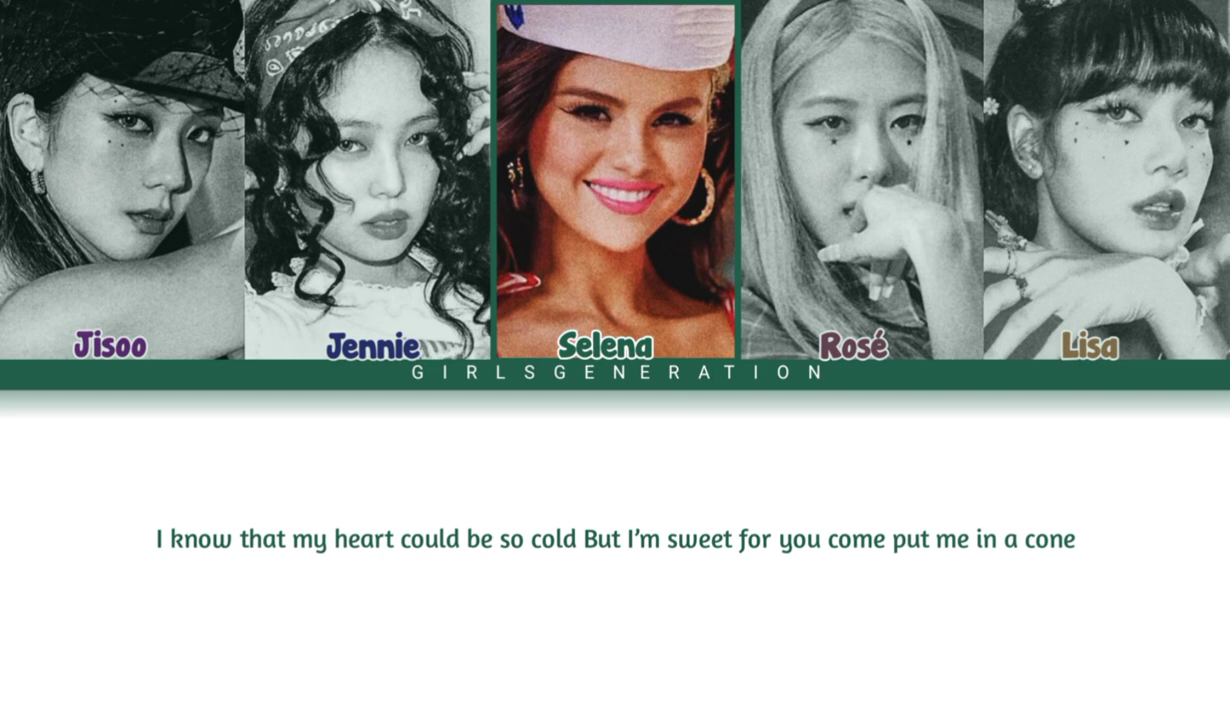 Jisoo
Jennie
Selena
Rosé
Lisa
GIRLSGENERATION
I know that my heart could be so cold But I’m sweet for you come put me in a cone